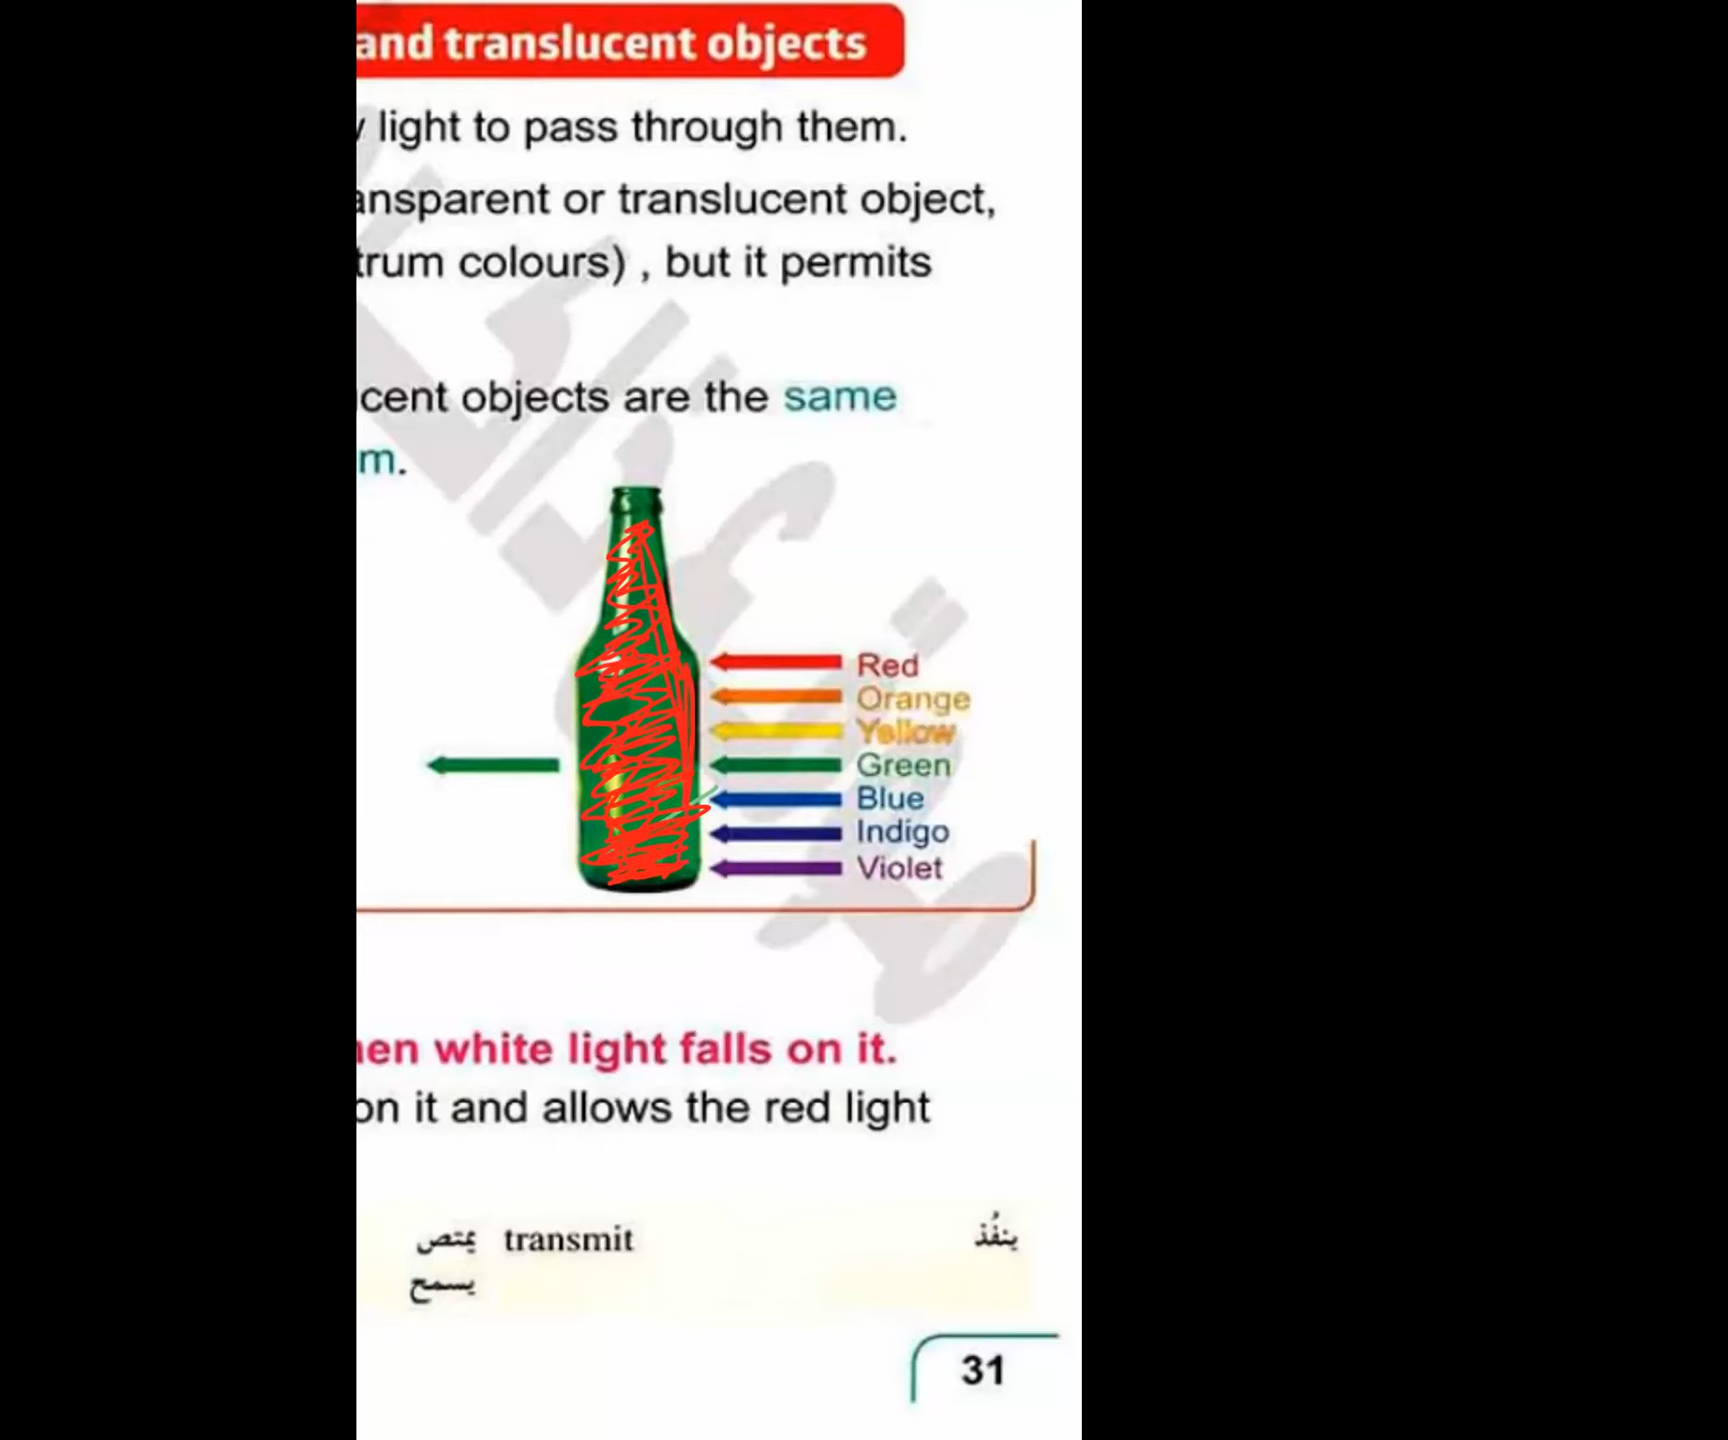 and translucent objects
light to pass through them.
ansparent or translucent object,
trum colours) , but it permits
cent objects are the same
m.
Red
Orange
Yellow
Green
Blue
Indigo
Violet
en white light falls on it.
on it and allows the red light
يمتص transmit ينفُذ
يسمح
31